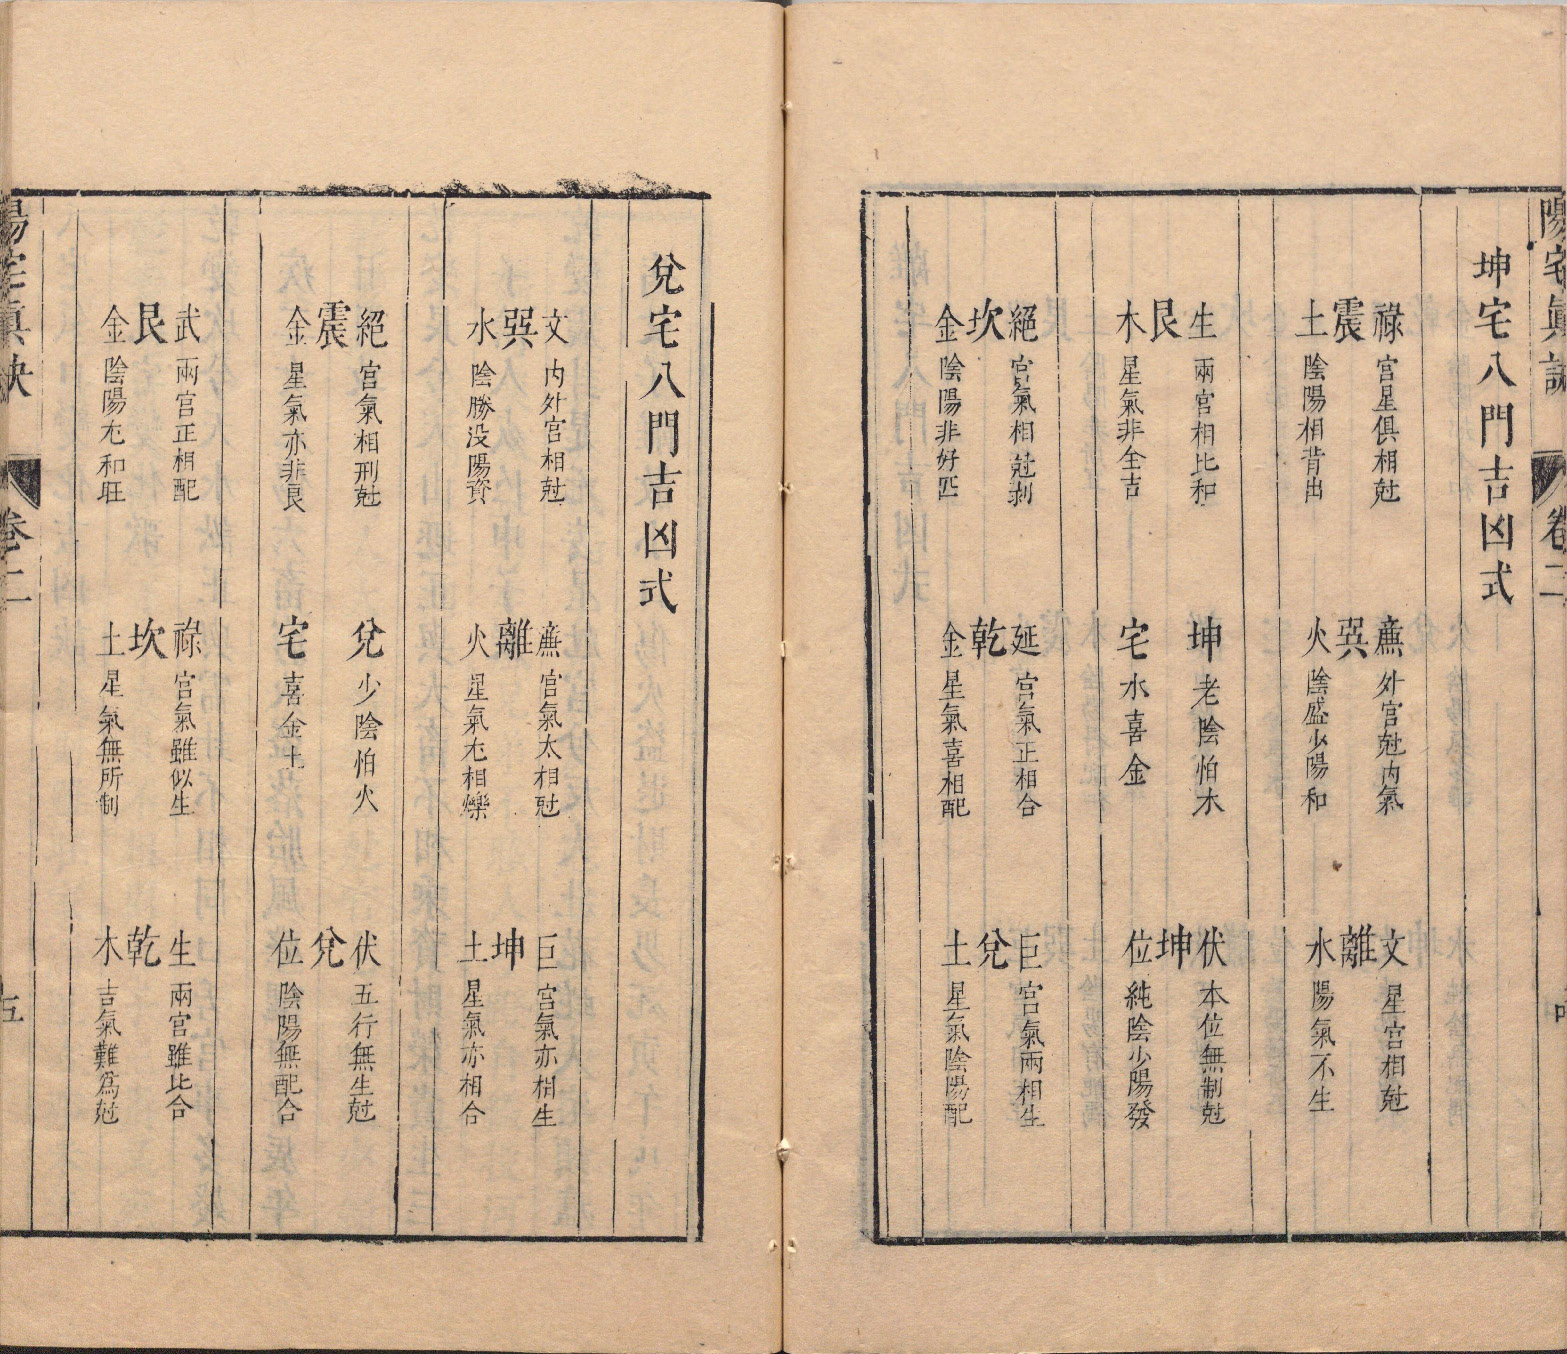 陽宅眞訣
卷二
坤宅八門吉凶式
祿 震 土
宮星俱相尅
陰陽相背出
廉 巽 火
外宮尅內氣
陰盛少陽和
文 離 水
星宮相尅
陽氣不生
生 艮 木
兩宮相比和
星氣非全吉
坤宅
老陰怕木
水喜金
伏 坤 位
本位無制尅
純陰少陽發
絕 坎 金
宮氣相尅剥
陰陽非好匹
延 乾 金
宮氣正相合
星氣喜相配
巨 兌 土
宮氣兩相生
星氣陰陽配
兌宅八門吉凶式
文 巽 水
內外宮相尅
陰勝没陽資
廉 離 火
宮氣太相尅
星氣尢相爍
巨 坤 土
宮氣亦相生
星氣亦相合
絕 震 金
宮氣相刑尅
星氣亦非良
兌宅
少陰怕火
喜金土
伏 兌 位
五行無生尅
陰陽無配合
武 艮 金
兩宮正相配
陰陽尢和旺
祿 坎 土
宮氣雖似生
星氣無所制
生 乾 木
兩宮雖比合
吉氣難爲尅
陽宅眞訣
卷二
五